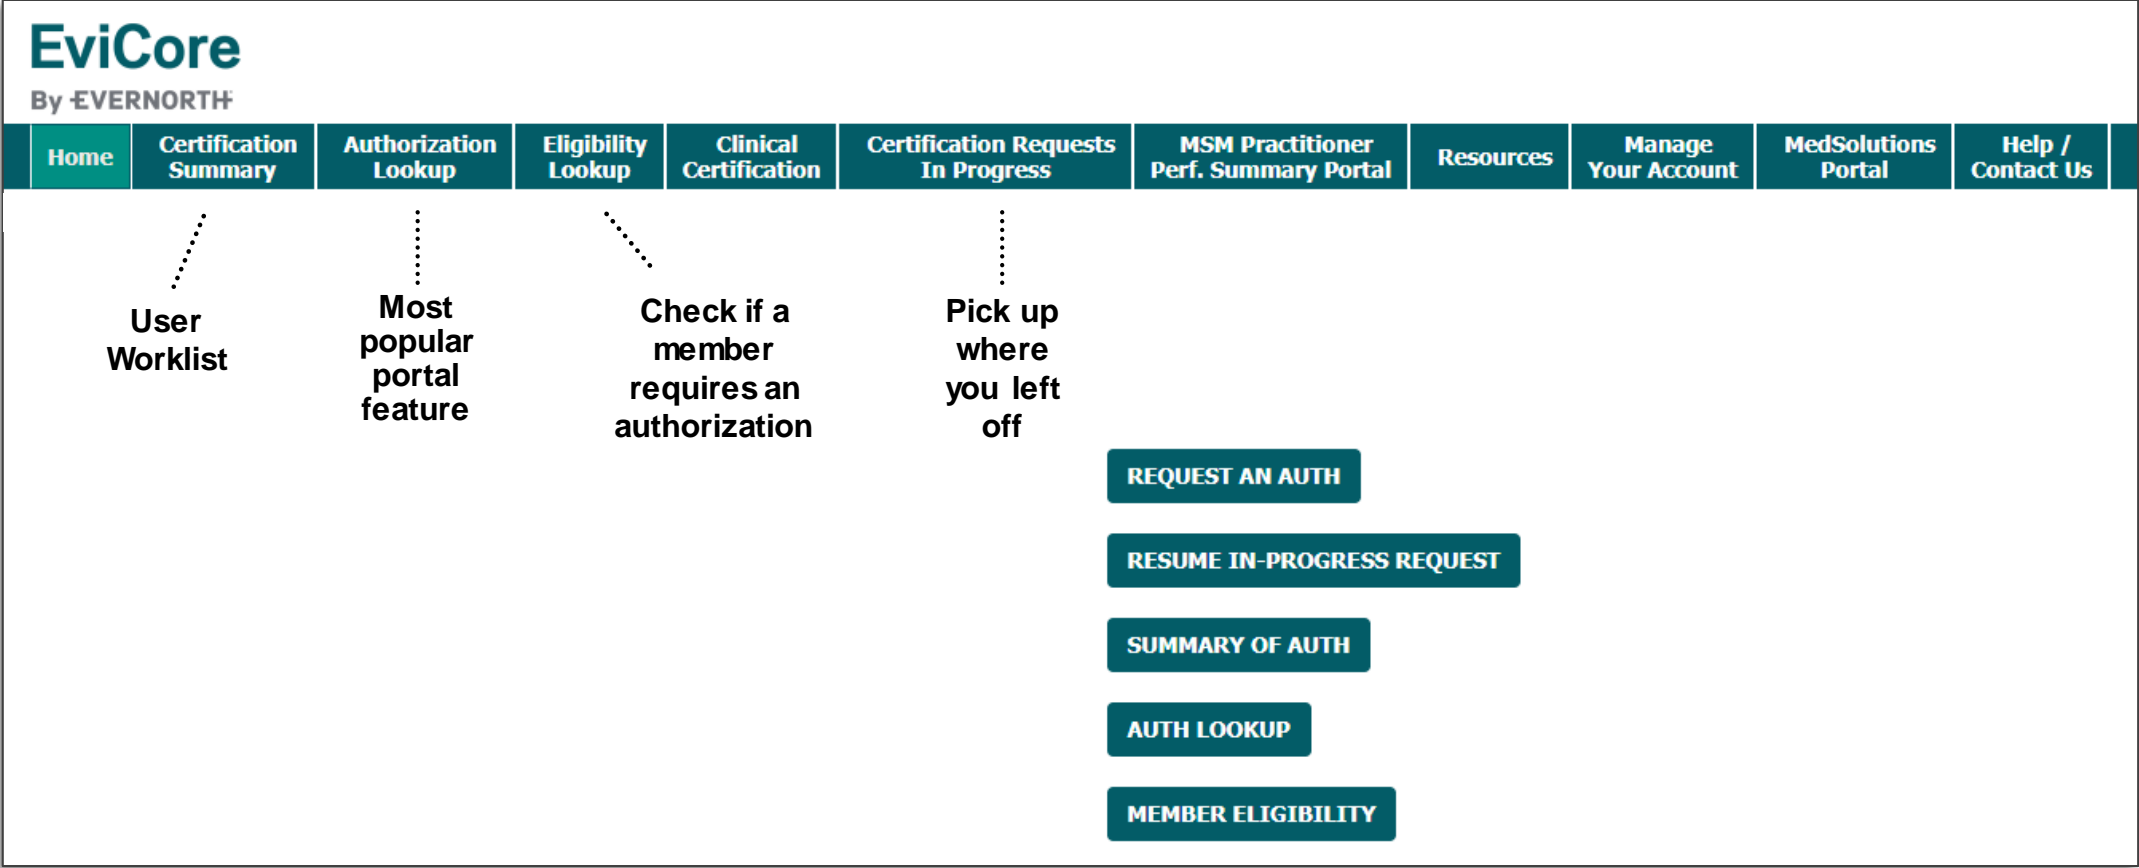 EviCore
By EVERNORTH
Home
Certification
Summary
Authorization
Lookup
Eligibility
Lookup
Clinical
Certification
Certification Requests
In Progress
MSM Practitioner
Perf. Summary Portal
Resources
Manage
Your Account
MedSolutions
Portal
Help /
Contact Us
User
Worklist
Most
popular
portal
feature
Check if a
member
requires an
authorization
Pick up
where
you left
off
REQUEST AN AUTH
RESUME IN-PROGRESS REQUEST
SUMMARY OF AUTH
AUTH LOOKUP
MEMBER ELIGIBILITY